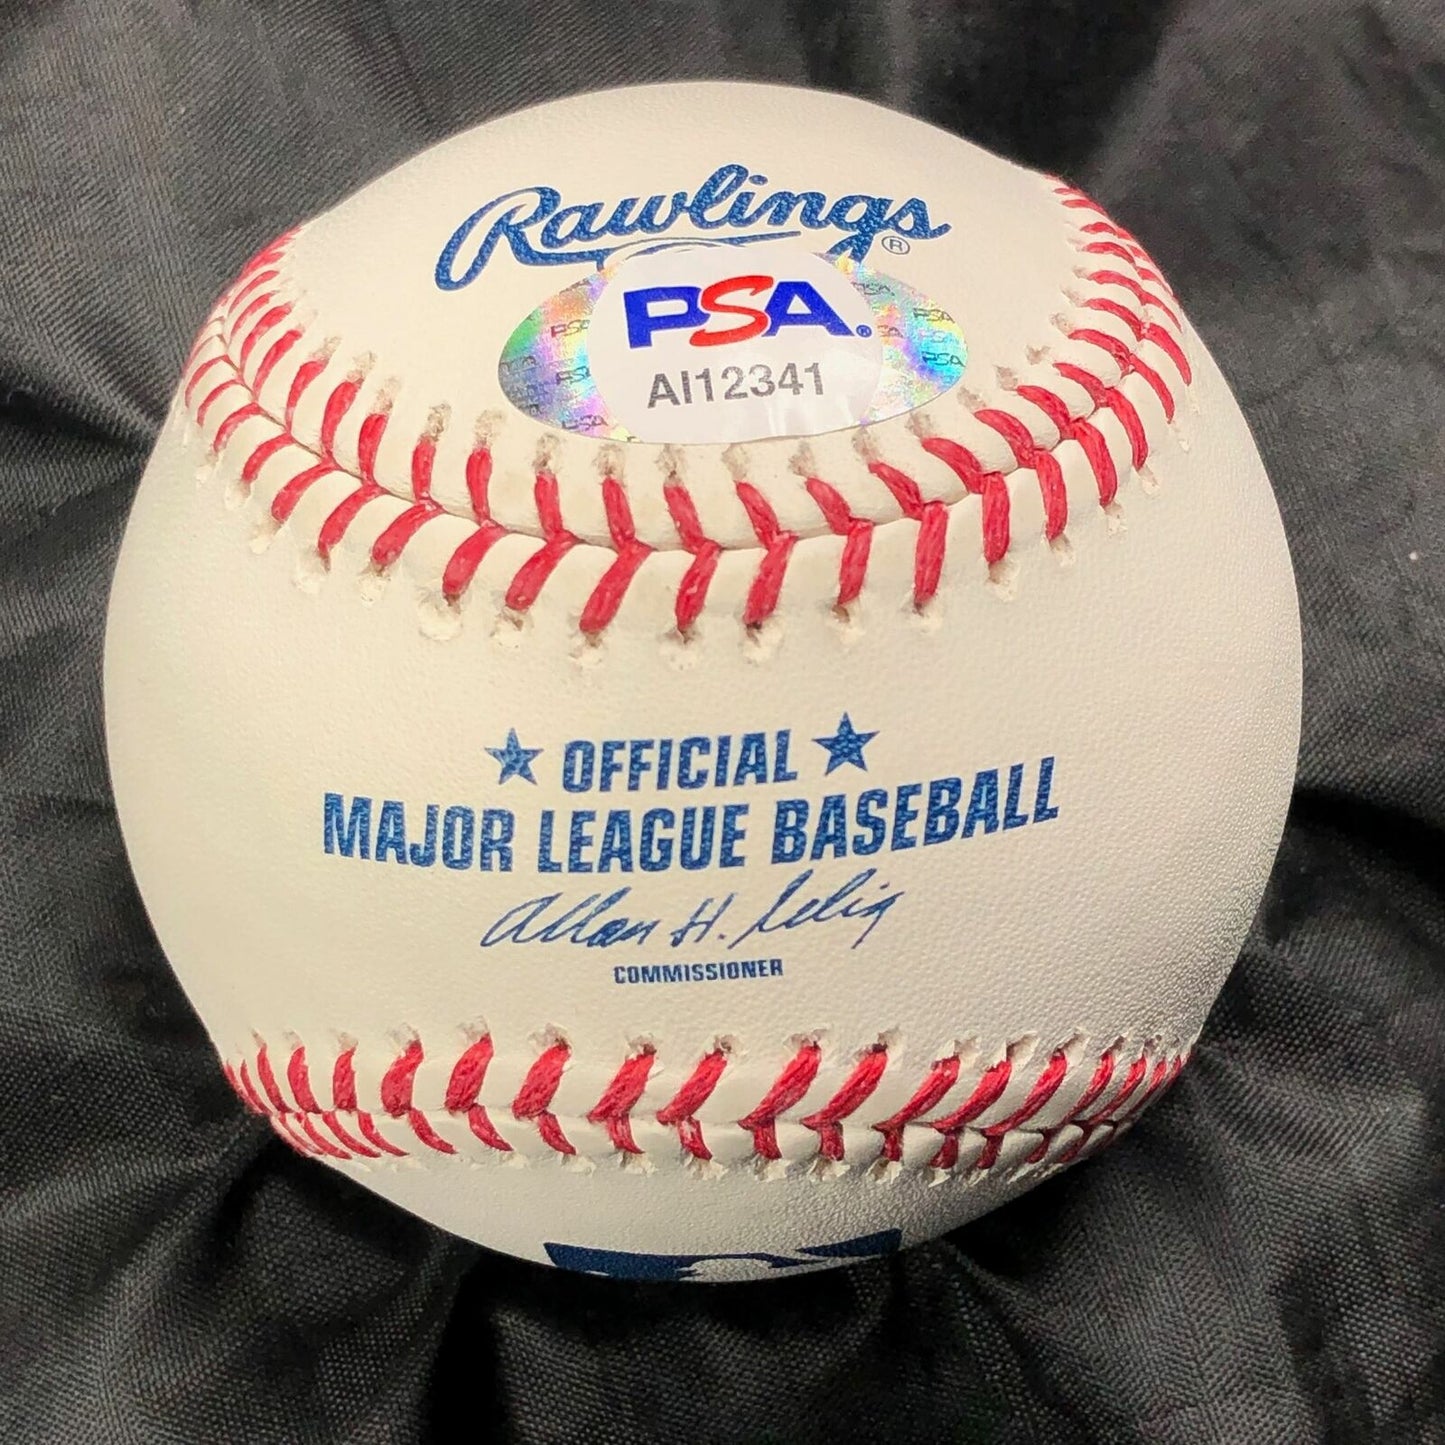 Rawlings®
PSA®
AI12341
★ OFFICIAL ★
MAJOR LEAGUE BASEBALL
Allan H. Selig
COMMISSIONER